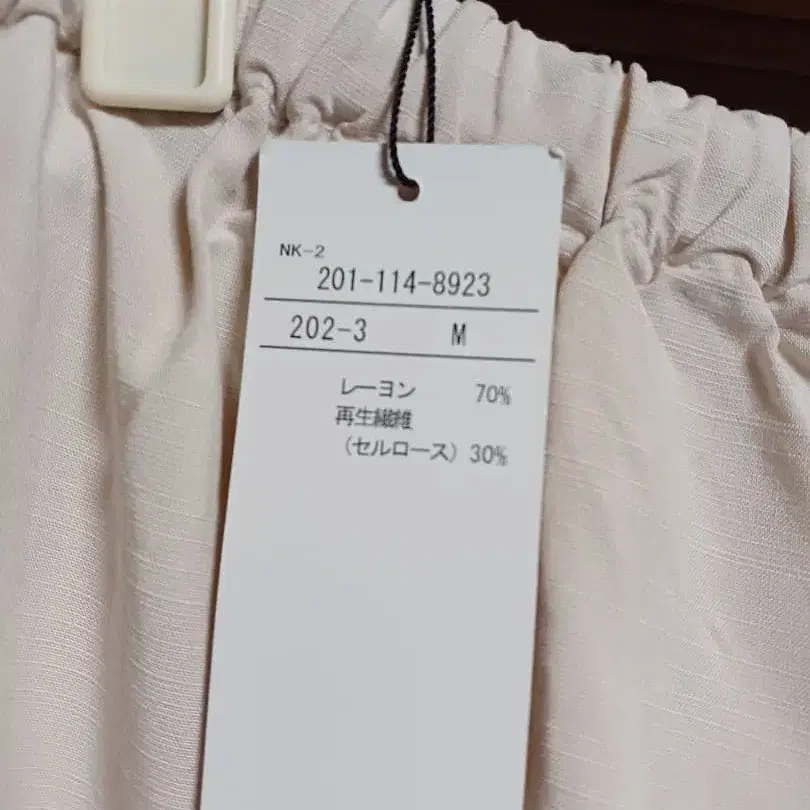 NK-2
201-114-8923
202-3 M
レーヨン 70%
再生繊維
(セルロース) 30%